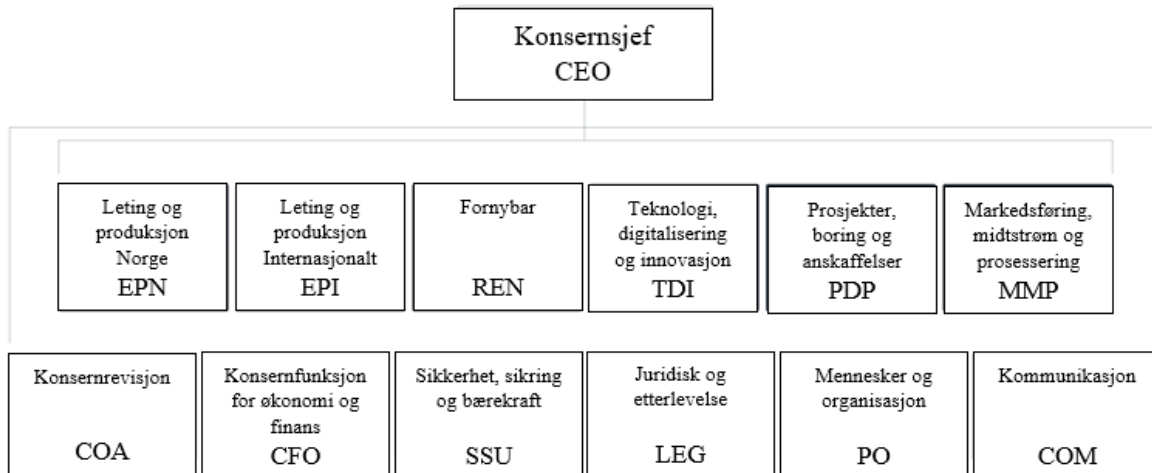 Konsernsjef
CEO
Leting og
produksjon
Norge
EPN
Leting og
produksjon
Internasjonalt
EPI
Fornybar
REN
Teknologi,
digitalisering
og innovasjon
TDI
Prosjekter,
boring og
anskaffelser
PDP
Markedsføring,
midtstrøm og
prosessering
MMP
Konsernrevisjon
COA
Konsernfunksjon
for økonomi og
finans
CFO
Sikkerhet, sikring
og bærekraft
SSU
Juridisk og
etterlevelse
LEG
Mennesker og
organisasjon
PO
Kommunikasjon
COM